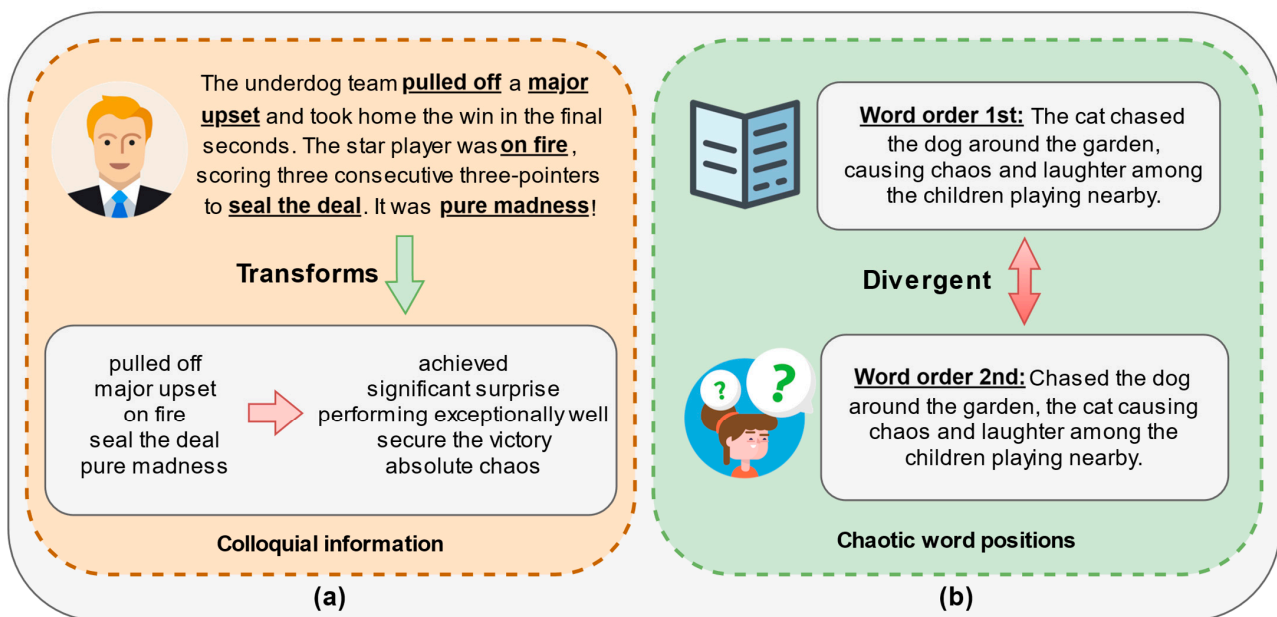 The underdog team pulled off a major
upset and took home the win in the final
seconds. The star player was on fire,
scoring three consecutive three-pointers
to seal the deal. It was pure madness!
Transforms
pulled off
major upset
on fire
seal the deal
pure madness
achieved
significant surprise
performing exceptionally well
secure the victory
absolute chaos
Colloquial information
(a)
Word order 1st: The cat chased
the dog around the garden,
causing chaos and laughter among
the children playing nearby.
Divergent
? ?
Word order 2nd: Chased the dog
around the garden, the cat causing
chaos and laughter among the
children playing nearby.
Chaotic word positions
(b)